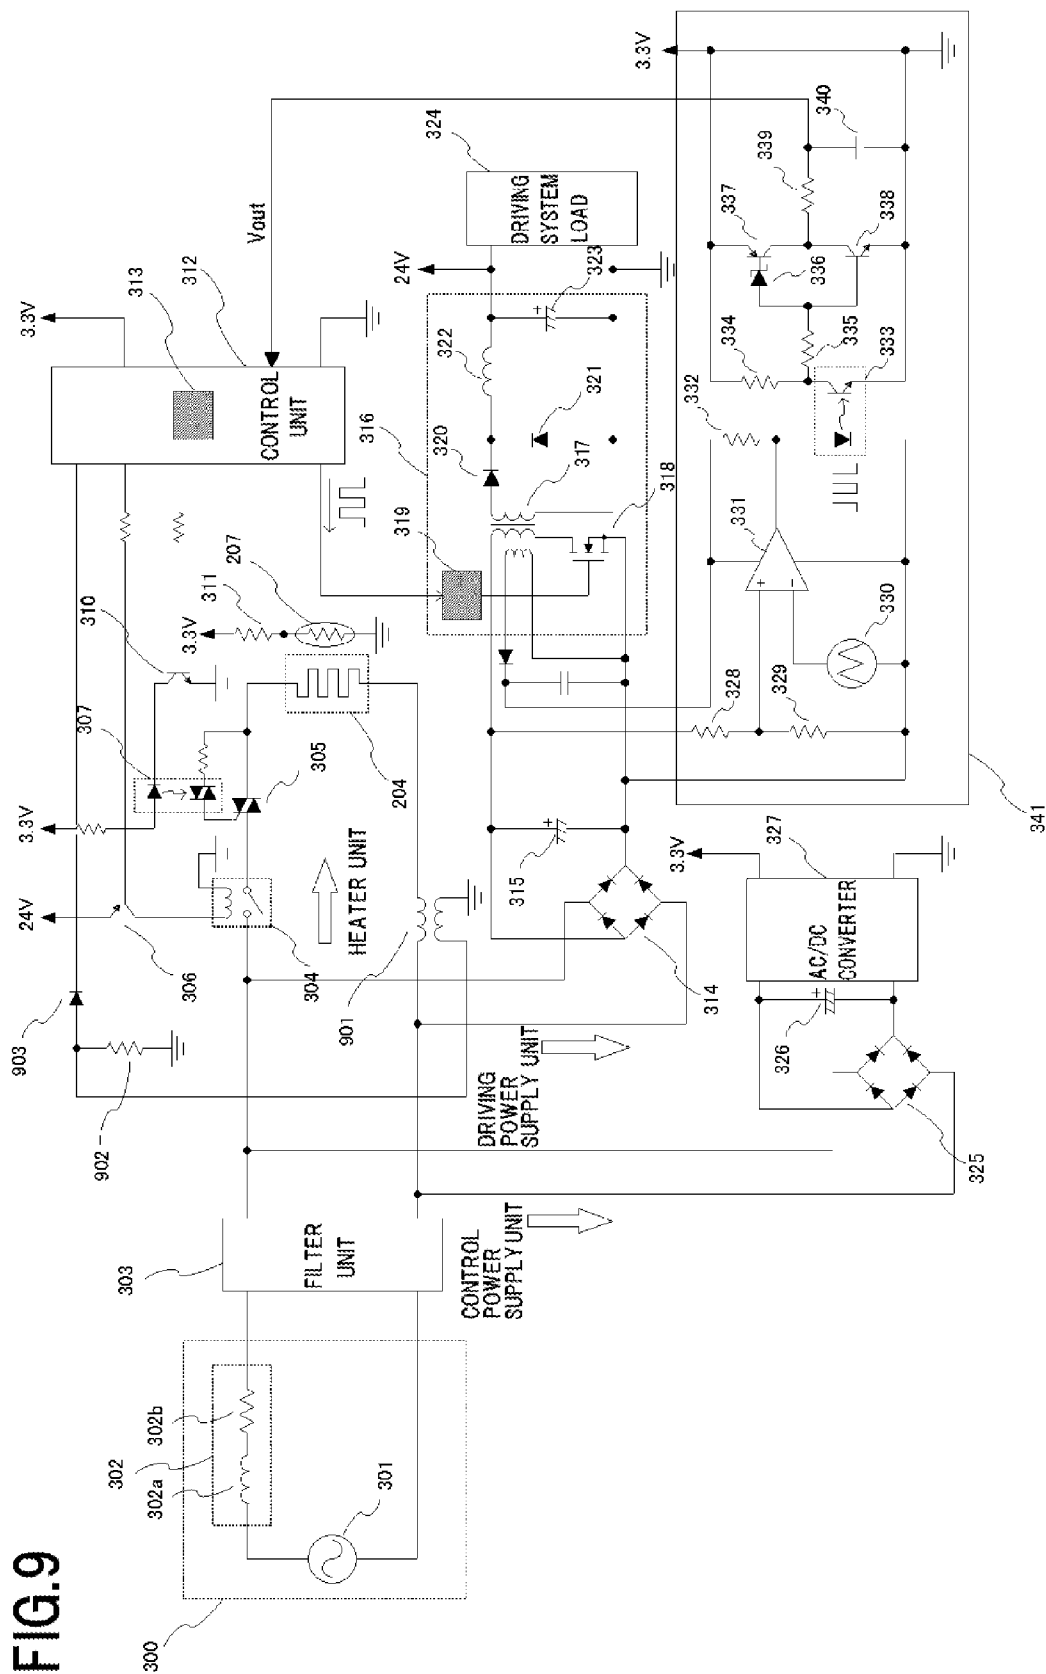 FIG.9
300
302
302a
302b
301
303
FILTER
UNIT
CONTROL
POWER
SUPPLY UNIT
DRIVING
POWER
SUPPLY UNIT
902
903
901
306
304
24V
HEATER UNIT
3.3V
307
305
204
310
3.3V
311
207
CONTROL
UNIT
313
312
3.3V
Vout
314
315
+
316
319
320
317
318
321
322
323
+
24V
324
DRIVING
SYSTEM
LOAD
325
326
+
AC/DC
CONVERTER
327
3.3V
341
328
329
330
331
+
−
332
333
334
335
336
337
338
339
340
3.3V